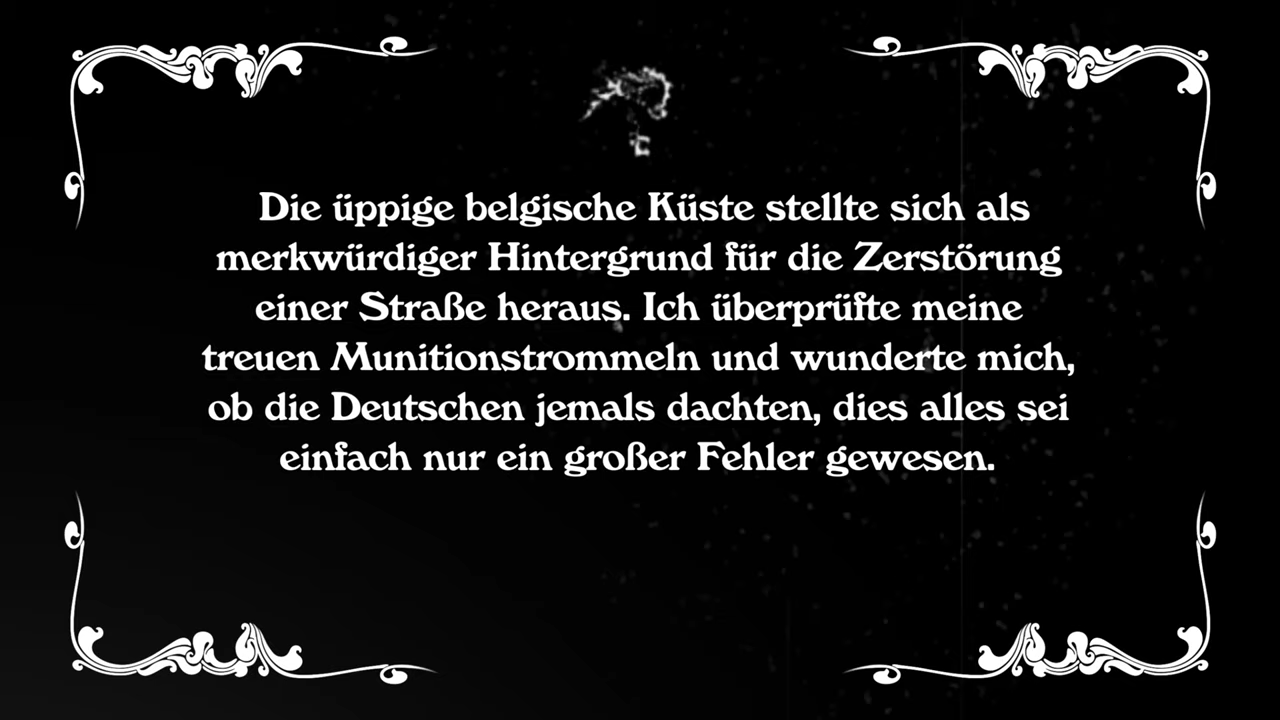 Die üppige belgische Küste stellte sich als
merkwürdiger Hintergrund für die Zerstörung
einer Straße heraus. Ich überprüfte meine
treuen Munitionstrommeln und wunderte mich,
ob die Deutschen jemals dachten, dies alles sei
einfach nur ein großer Fehler gewesen.